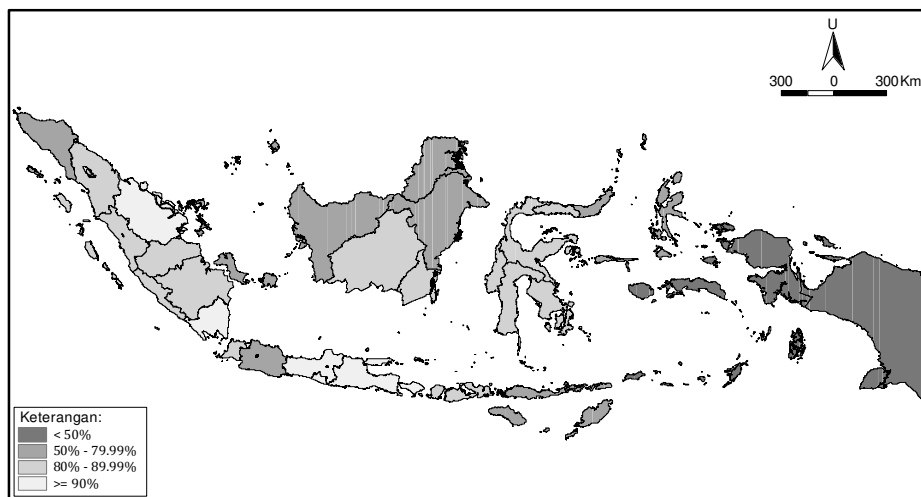 U
300 0 300 Km
Keterangan:
< 50%
50% - 79.99%
80% - 89.99%
>= 90%